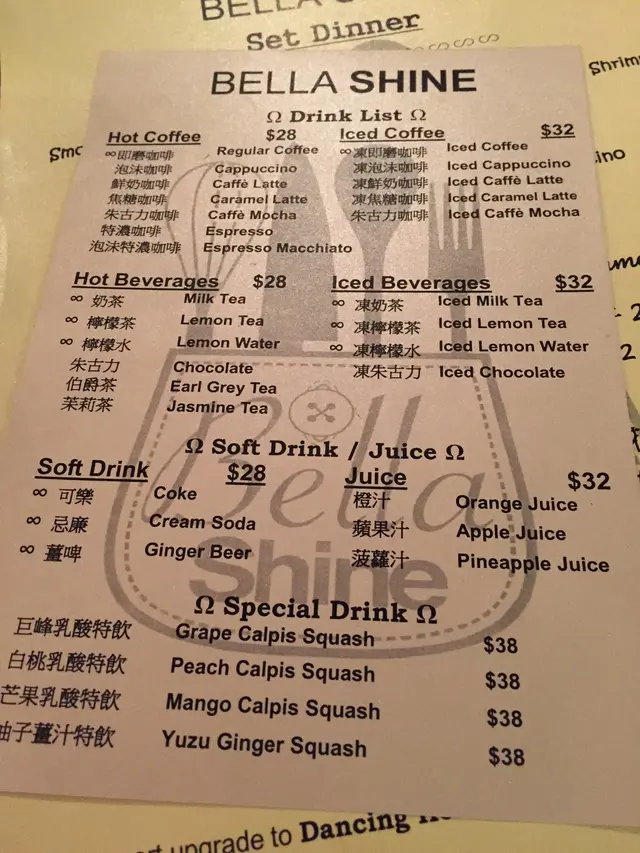 BELLA
Set Dinner
Shrim
BELLA SHINE
Ω Drink List Ω
Hot Coffee $28
∞即磨咖啡 Regular Coffee
泡沫咖啡 Cappuccino
鮮奶咖啡 Caffè Latte
焦糖咖啡 Caramel Latte
朱古力咖啡 Caffè Mocha
特濃咖啡 Espresso
泡沫特濃咖啡 Espresso Macchiato
Iced Coffee $32
∞凍即磨咖啡 Iced Coffee
凍泡沫咖啡 Iced Cappuccino
凍鮮奶咖啡 Iced Caffè Latte
凍焦糖咖啡 Iced Caramel Latte
朱古力咖啡 Iced Caffè Mocha
Hot Beverages $28
∞ 奶茶 Milk Tea
∞ 檸檬茶 Lemon Tea
∞ 檸檬水 Lemon Water
朱古力 Chocolate
伯爵茶 Earl Grey Tea
茉莉茶 Jasmine Tea
Iced Beverages $32
∞ 凍奶茶 Iced Milk Tea
∞ 凍檸檬茶 Iced Lemon Tea
∞ 凍檸檬水 Iced Lemon Water
凍朱古力 Iced Chocolate
Ω Soft Drink / Juice Ω
Soft Drink $28
∞ 可樂 Coke
∞ 忌廉 Cream Soda
∞ 薑啤 Ginger Beer
Juice $32
橙汁 Orange Juice
蘋果汁 Apple Juice
菠蘿汁 Pineapple Juice
Bella
Shine
Ω Special Drink Ω
巨峰乳酸特飲 Grape Calpis Squash $38
白桃乳酸特飲 Peach Calpis Squash $38
芒果乳酸特飲 Mango Calpis Squash $38
柚子薑汁特飲 Yuzu Ginger Squash $38
upgrade to Dancing